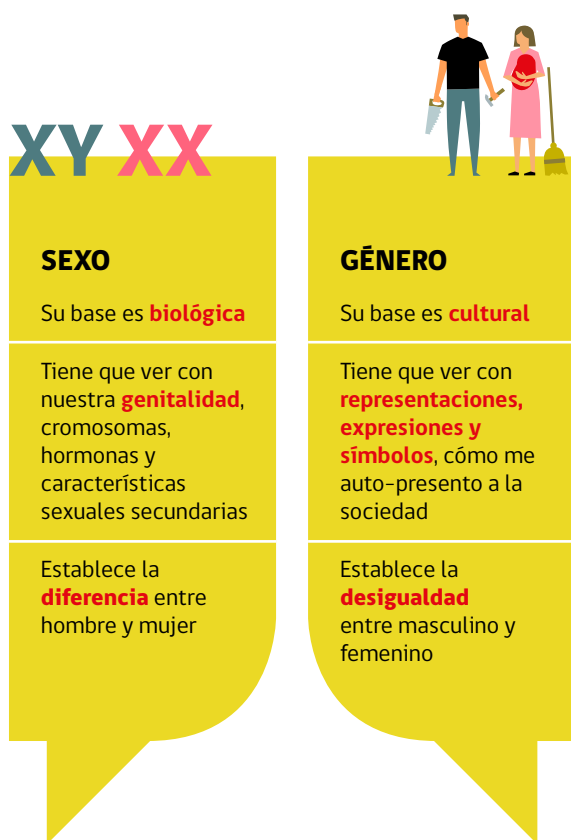 XY XX
SEXO
Su base es biológica
Tiene que ver con
nuestra genitalidad,
cromosomas,
hormonas y
características
sexuales secundarias
Establece la
diferencia entre
hombre y mujer
GÉNERO
Su base es cultural
Tiene que ver con
representaciones,
expresiones y
símbolos, cómo me
auto-presento a la
sociedad
Establece la
desigualdad
entre masculino y
femenino